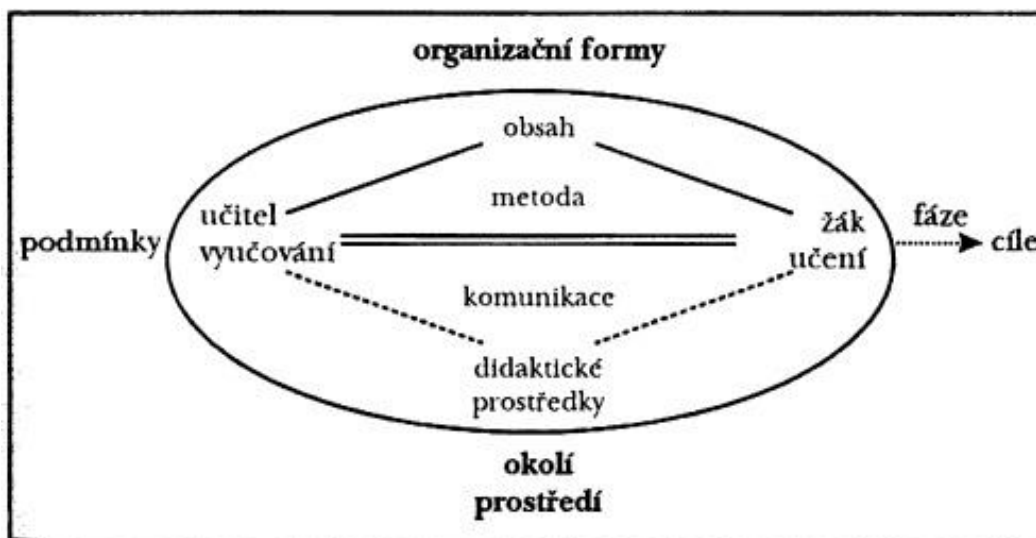 organizační formy
obsah
metoda
učitel
vyučování
podmínky
žák
učení
fáze
cíle
komunikace
didaktické
prostředky
okolí
prostředí